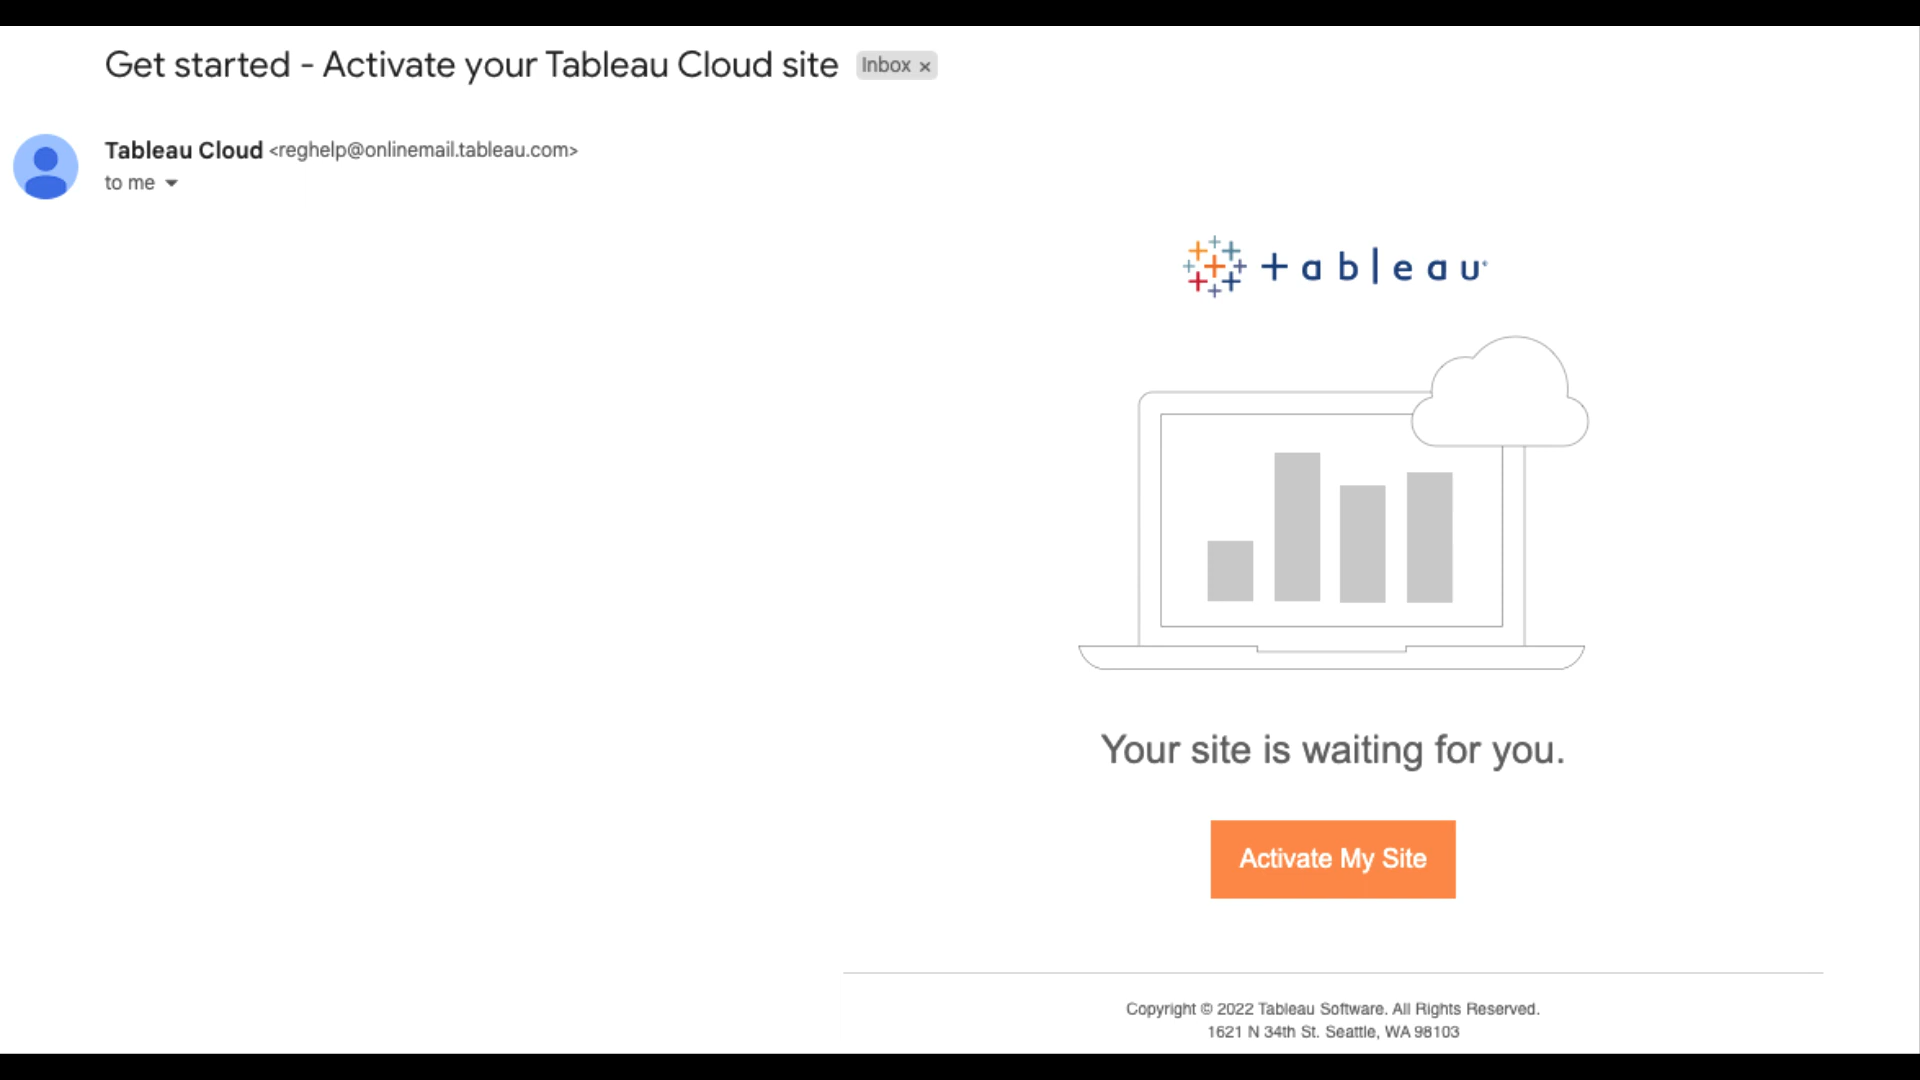 Get started - Activate your Tableau Cloud site Inbox ×
Tableau Cloud <reghelp@onlinemail.tableau.com>
to me
+ableau®
Your site is waiting for you.
Activate My Site
Copyright © 2022 Tableau Software. All Rights Reserved.
1621 N 34th St. Seattle, WA 98103